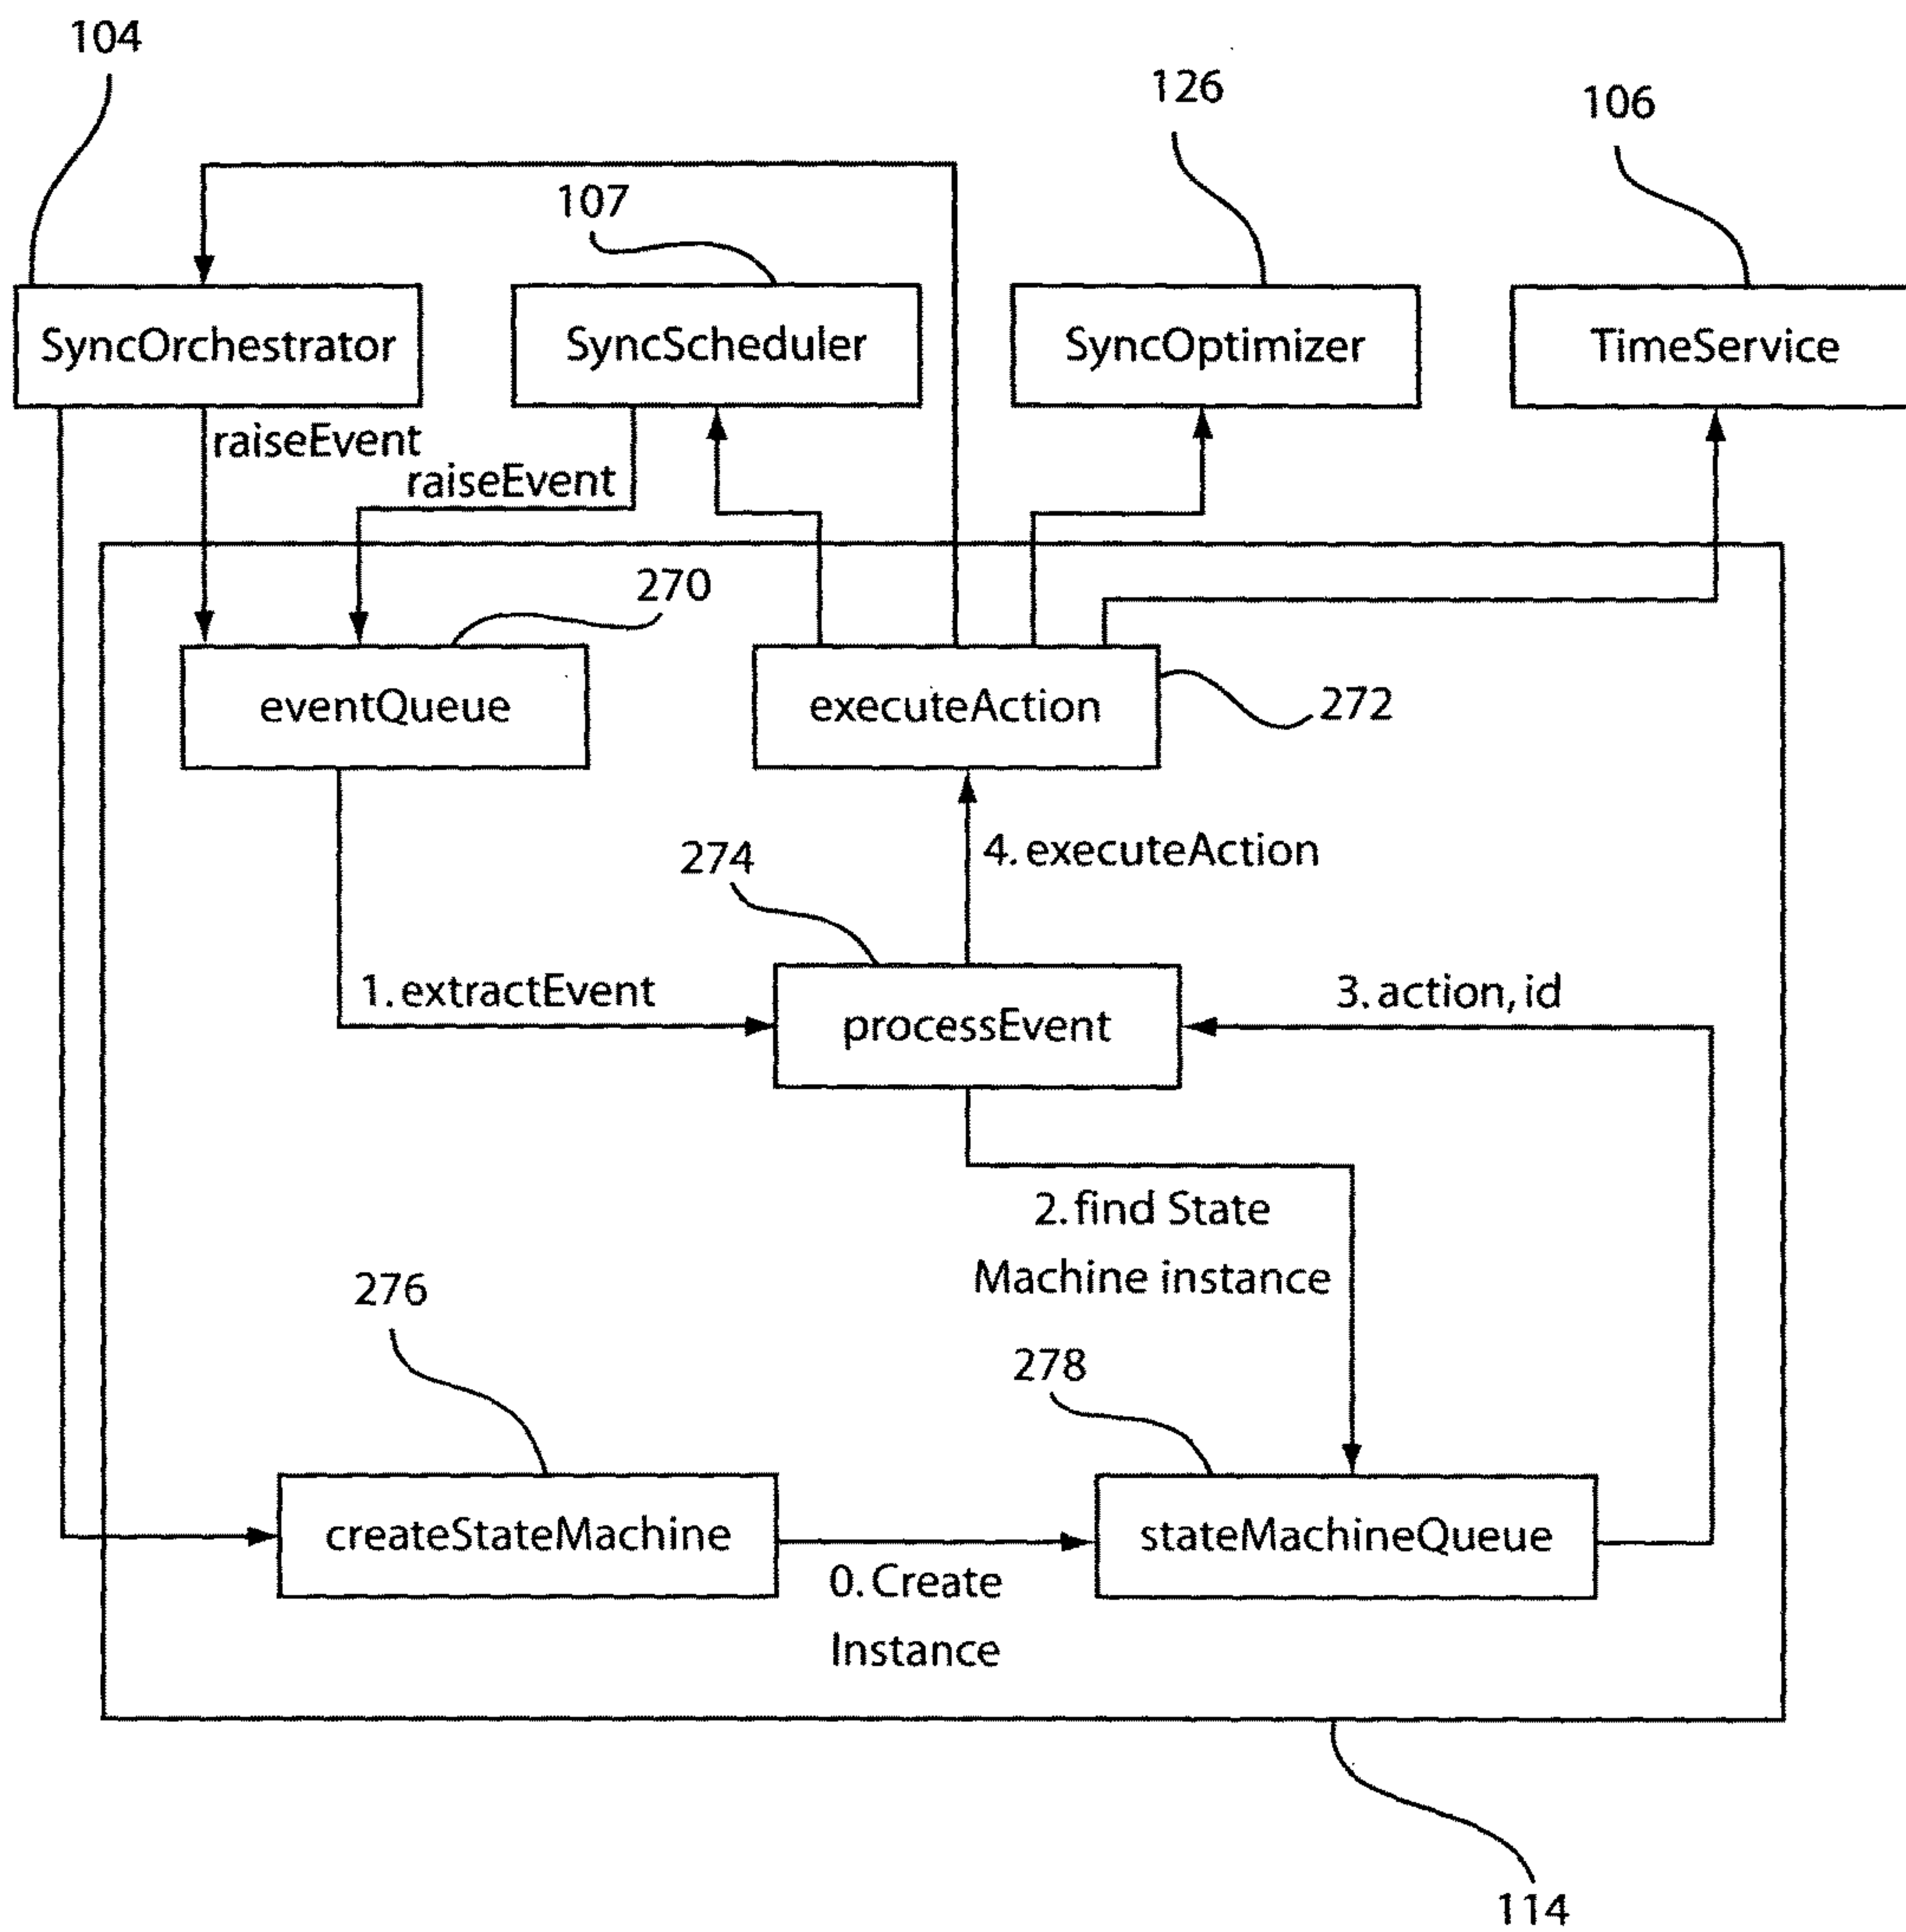 104
126
106
107
SyncOrchestrator
SyncScheduler
SyncOptimizer
TimeService
raiseEvent
raiseEvent
270
eventQueue
executeAction
272
274
4. executeAction
1. extractEvent
3. action, id
processEvent
2. find State
Machine instance
276
278
createStateMachine
stateMachineQueue
0. Create
Instance
114